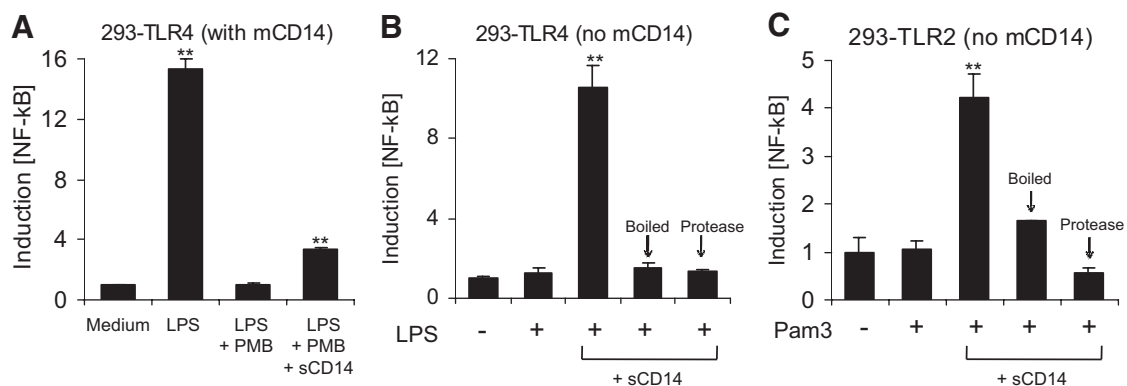 A
293-TLR4 (with mCD14)
Induction [NF-kB]
16
12
8
4
0
**
**
Medium
LPS
LPS
+ PMB
LPS
+ PMB
+ sCD14
B
293-TLR4 (no mCD14)
Induction [NF-kB]
12
8
4
0
**
Boiled
Protease
LPS - + + + +
+ sCD14
C
293-TLR2 (no mCD14)
Induction [NF-kB]
5
4
3
2
1
0
**
Boiled
Protease
Pam3 - + + + +
+ sCD14